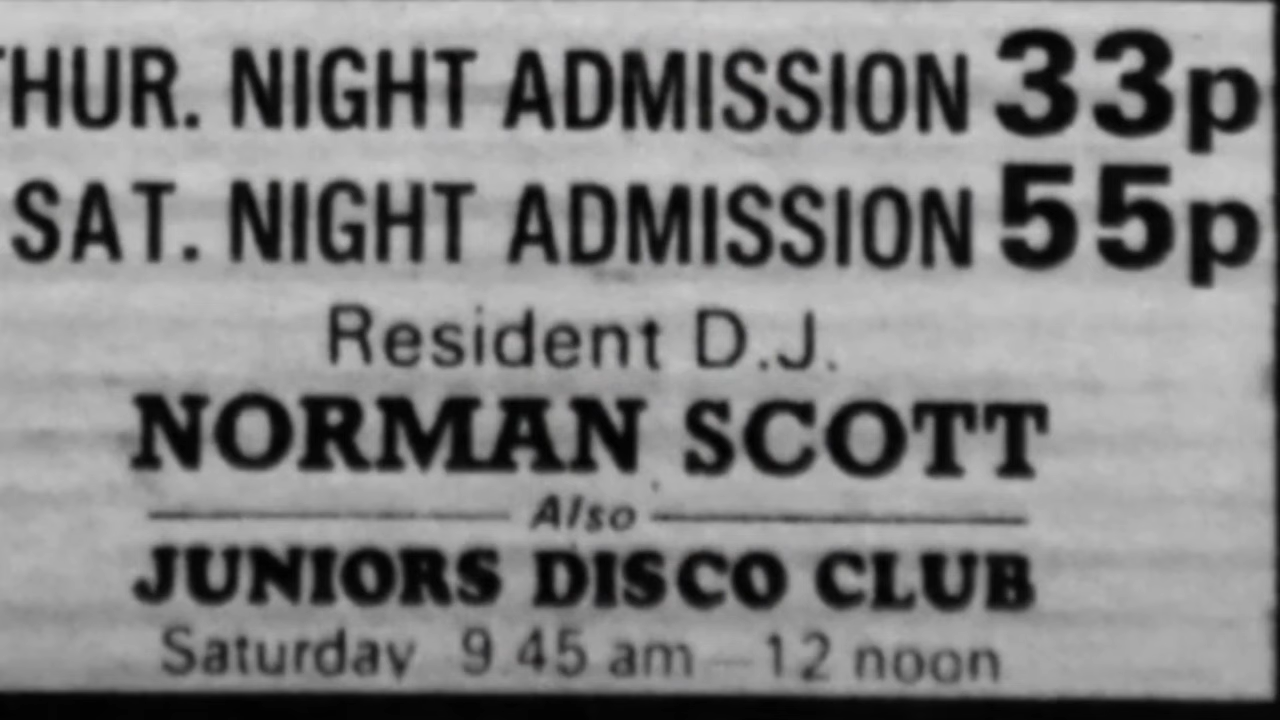 THUR. NIGHT ADMISSION 33p
SAT. NIGHT ADMISSION 55p
Resident D.J.
NORMAN SCOTT
Also
JUNIORS DISCO CLUB
Saturday 9 45 am – 12 noon